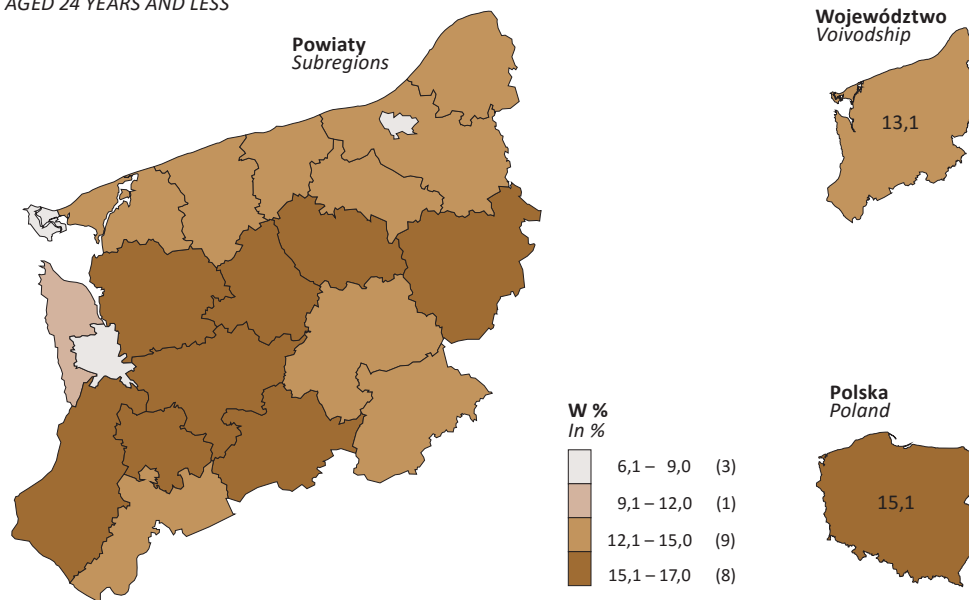 AGED 24 YEARS AND LESS
Powiaty
Subregions
Województwo
Voivodship
13,1
W %
In %
6,1 – 9,0 (3)
9,1 – 12,0 (1)
12,1 – 15,0 (9)
15,1 – 17,0 (8)
Polska
Poland
15,1